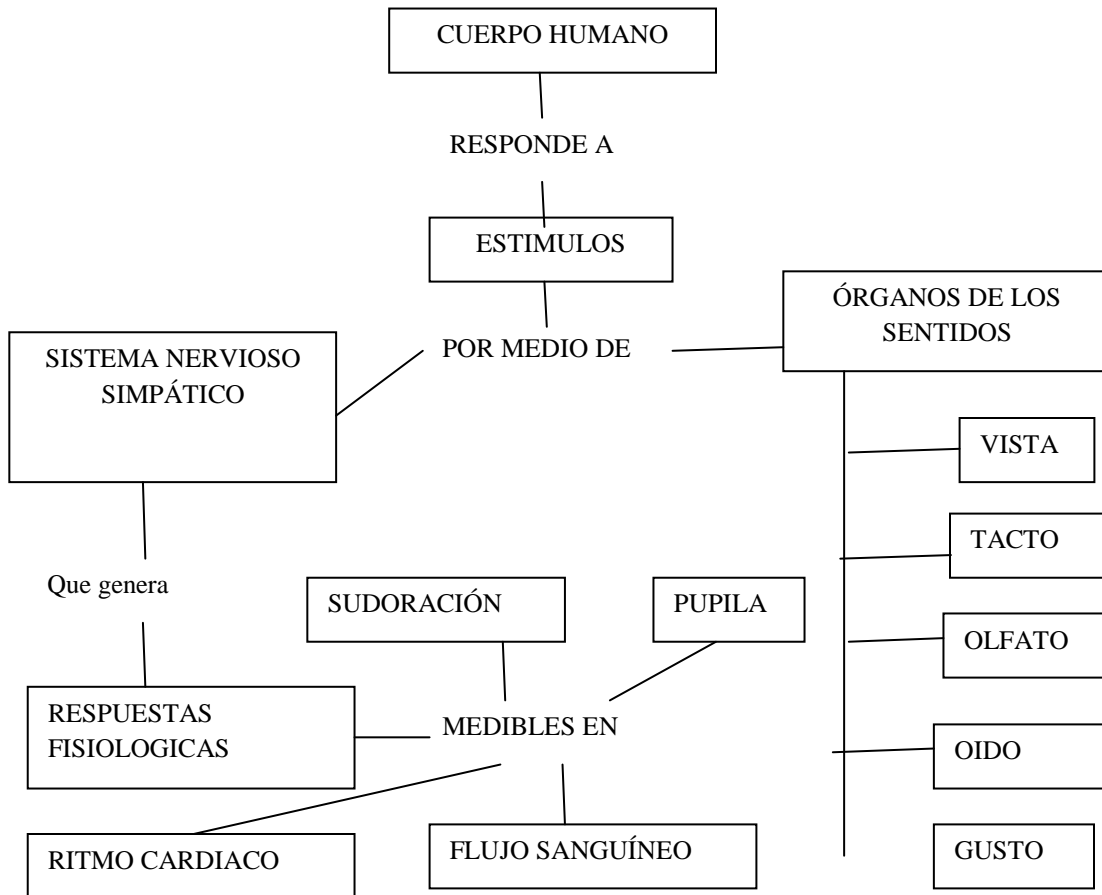 CUERPO HUMANO
RESPONDE A
ESTIMULOS
ÓRGANOS DE LOS
SENTIDOS
POR MEDIO DE
SISTEMA NERVIOSO
SIMPÁTICO
VISTA
TACTO
Que genera
SUDORACIÓN
PUPILA
OLFATO
RESPUESTAS
FISIOLOGICAS
MEDIBLES EN
OIDO
RITMO CARDIACO
FLUJO SANGUÍNEO
GUSTO